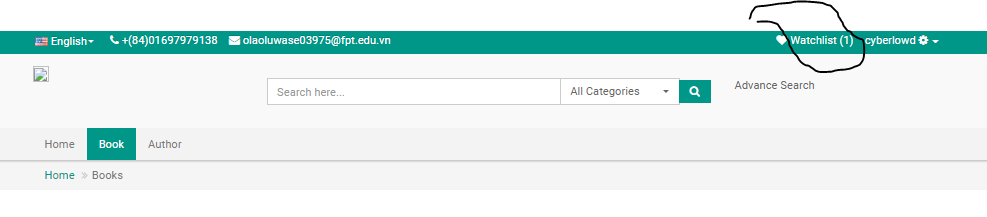 English +(84)01697979138 olaoluwase03975@fpt.edu.vn Watchlist (1) cyberlowd
Search here... All Categories Advance Search
Home Book Author
Home » Books